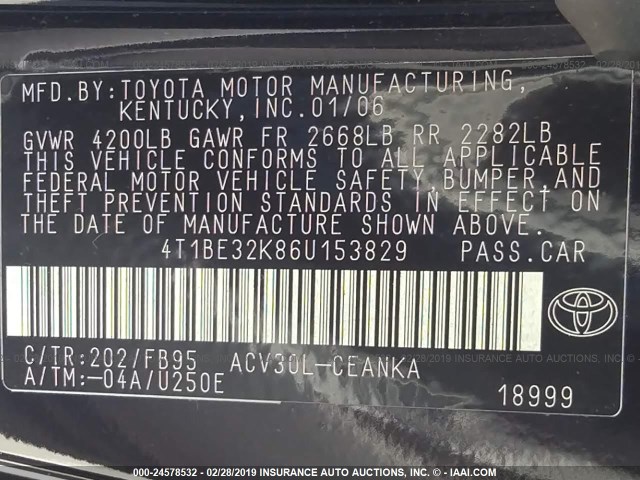 MFD.BY:TOYOTA MOTOR MANUFACTURING,
KENTUCKY,INC.01/06
GVWR 4200LB GAWR FR 2668LB RR 2282LB
THIS VEHICLE CONFORMS TO ALL APPLICABLE
FEDERAL MOTOR VEHICLE SAFETY,BUMPER,AND
THEFT PREVENTION STANDARDS IN EFFECT ON
THE DATE OF MANUFACTURE SHOWN ABOVE.
4T1BE32K86U153829 PASS.CAR
C/TR:202/FB95 ACV30L-CEANKA
A/TM:-04A/U250E
18999
000-24578532 - 02/28/2019 INSURANCE AUTO AUCTIONS, INC. - IAAI.COM